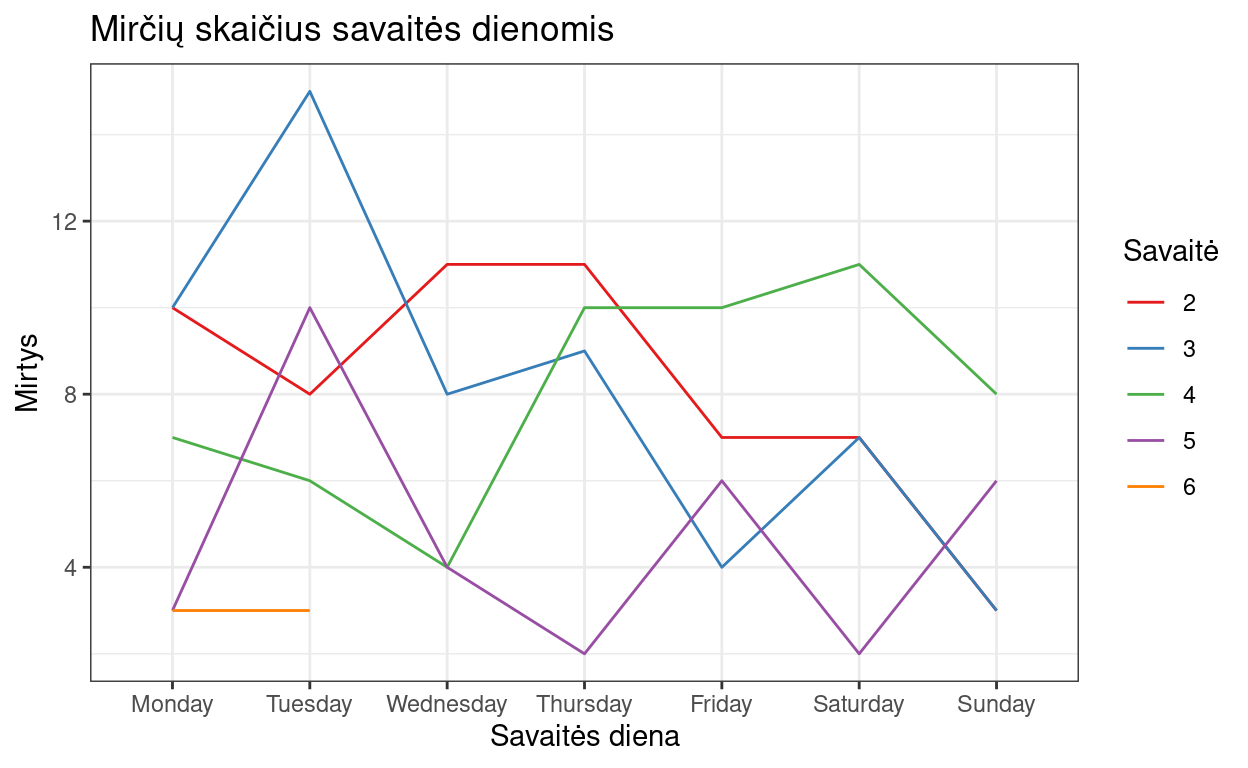 Mirčių skaičius savaitės dienomis
Mirtys
12
8
4
Monday Tuesday Wednesday Thursday Friday Saturday Sunday
Savaitės diena
Savaitė
2
3
4
5
6